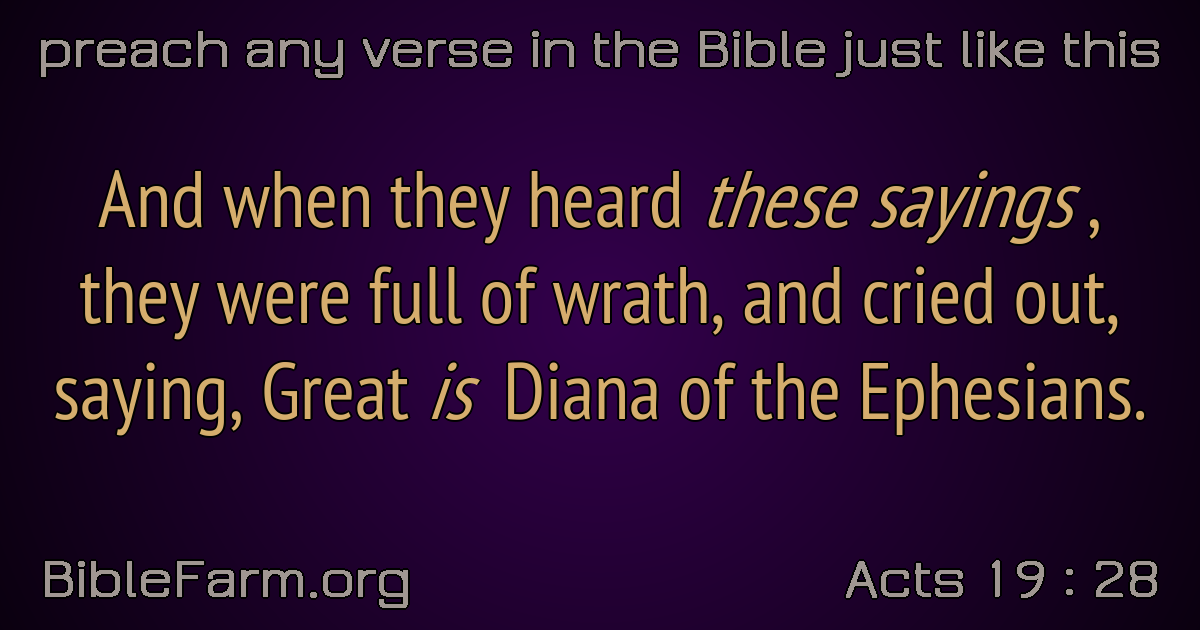 preach any verse in the Bible just like this
And when they heard these sayings ,
they were full of wrath, and cried out,
saying, Great is Diana of the Ephesians.
BibleFarm.org
Acts 19 : 28